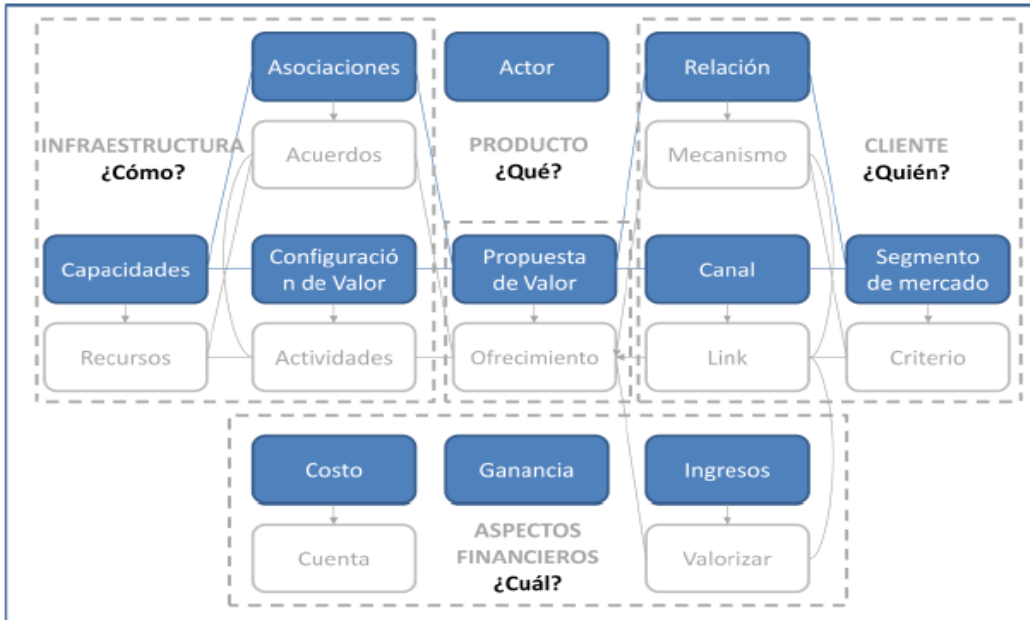 Asociaciones
Actor
Relación
INFRAESTRUCTURA
¿Cómo?
Acuerdos
PRODUCTO
¿Qué?
Mecanismo
CLIENTE
¿Quién?
Capacidades
Configuració
n de Valor
Propuesta
de Valor
Canal
Segmento
de mercado
Recursos
Actividades
Ofrecimiento
Link
Criterio
Costo
Ganancia
Ingresos
Cuenta
ASPECTOS
FINANCIEROS
¿Cuál?
Valorizar